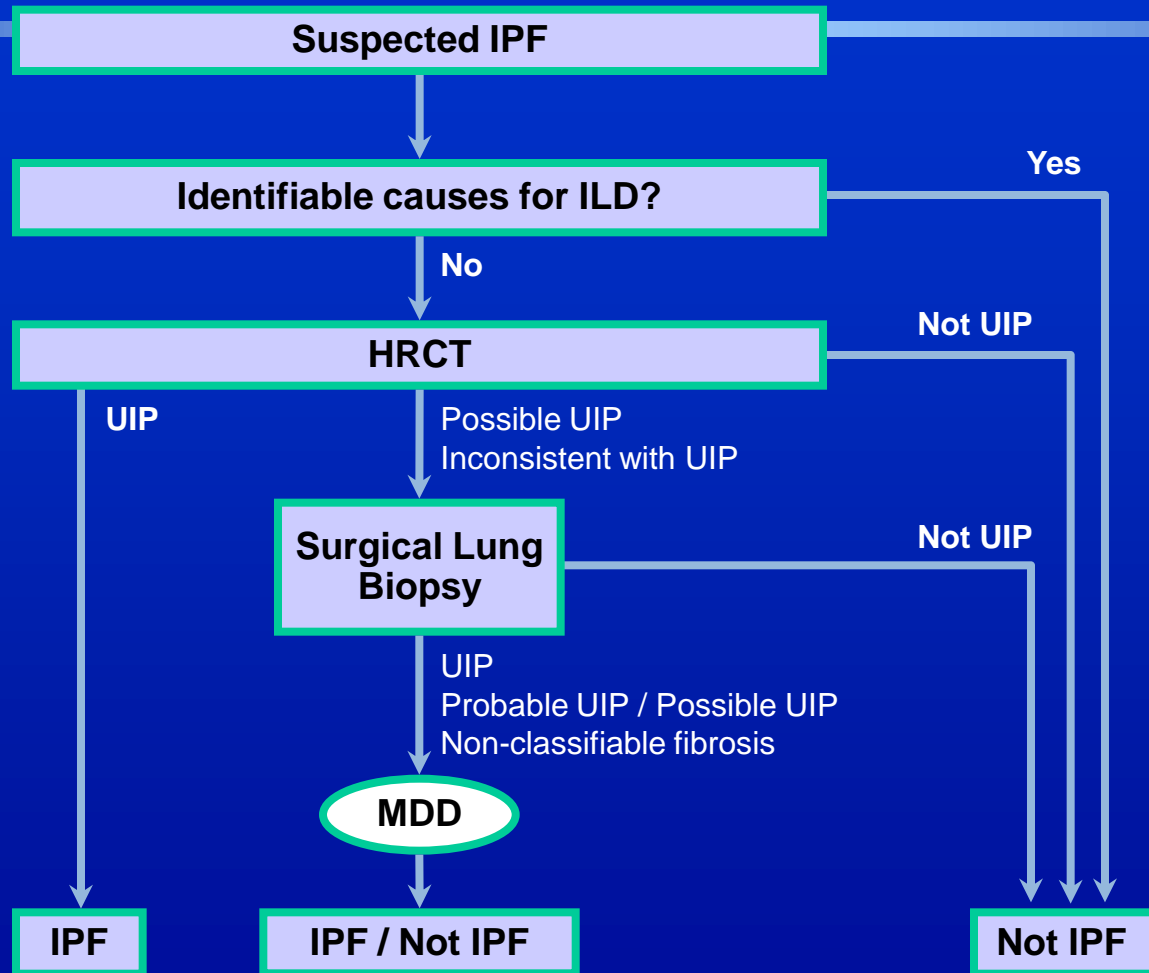 Suspected IPF
Yes
Identifiable causes for ILD?
No
Not UIP
HRCT
UIP
Possible UIP
Inconsistent with UIP
Surgical Lung
Biopsy
Not UIP
UIP
Probable UIP / Possible UIP
Non-classifiable fibrosis
MDD
IPF
IPF / Not IPF
Not IPF